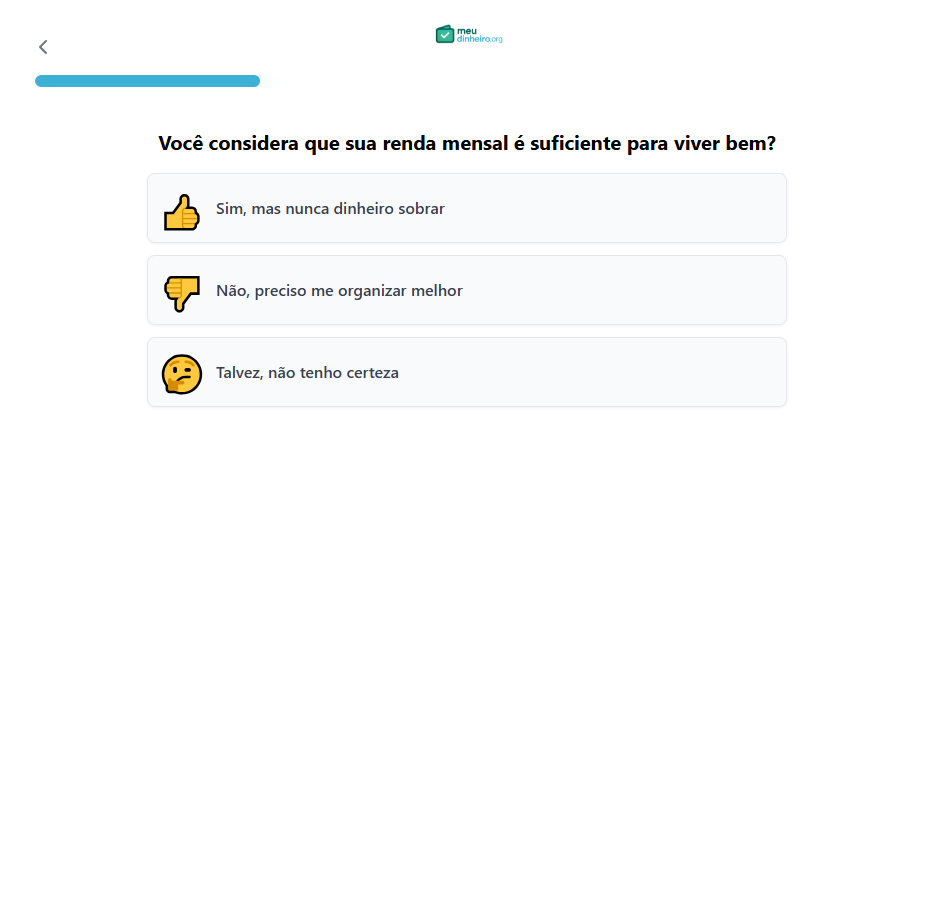 meu
dinheiro.org
Você considera que sua renda mensal é suficiente para viver bem?
Sim, mas nunca dinheiro sobrar
Não, preciso me organizar melhor
Talvez, não tenho certeza